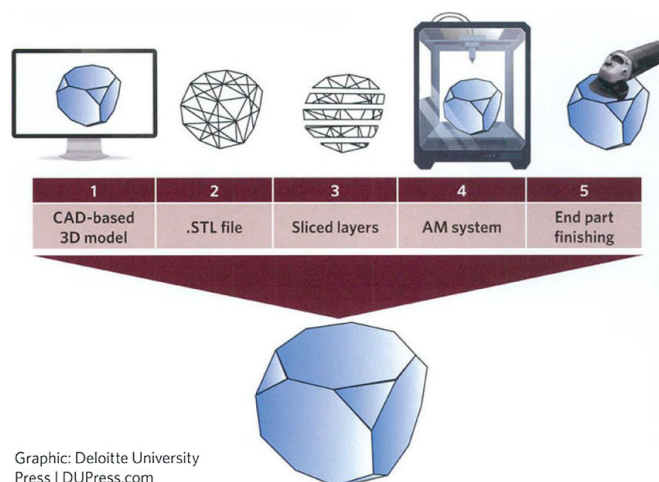 1
2
3
4
5
CAD-based
3D model
.STL file
Sliced layers
AM system
End part
finishing
Graphic: Deloitte University
Press | DUPress.com